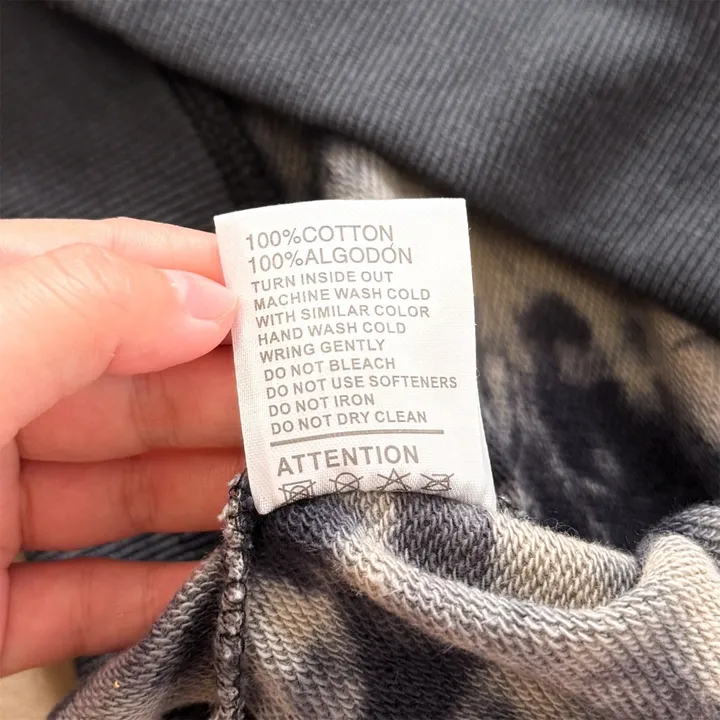 100%COTTON
100%ALGODÓN
TURN INSIDE OUT
MACHINE WASH COLD
WITH SIMILAR COLOR
HAND WASH COLD
WRING GENTLY
DO NOT BLEACH
DO NOT USE SOFTENERS
DO NOT IRON
DO NOT DRY CLEAN
ATTENTION